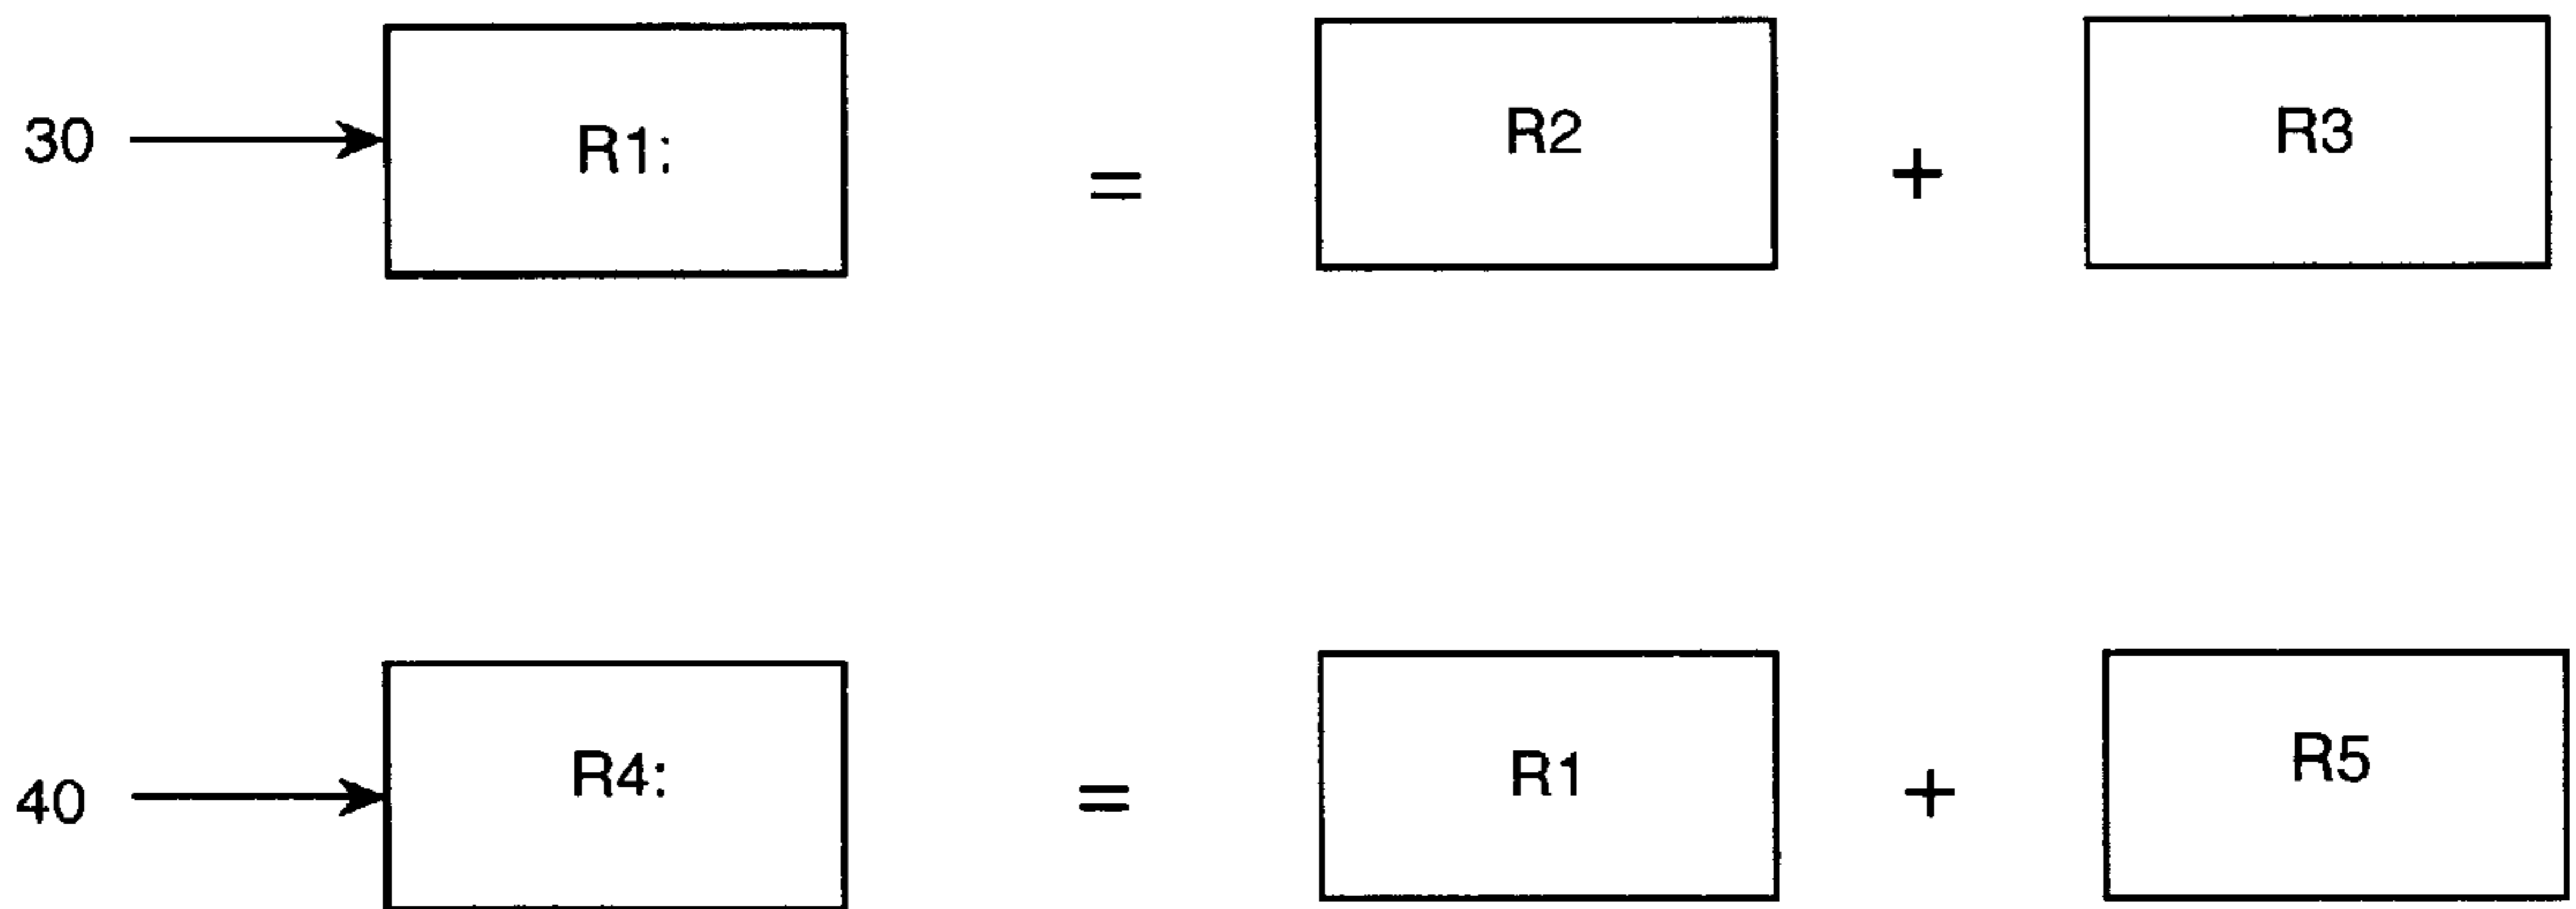 30 R1: = R2 + R3
40 R4: = R1 + R5